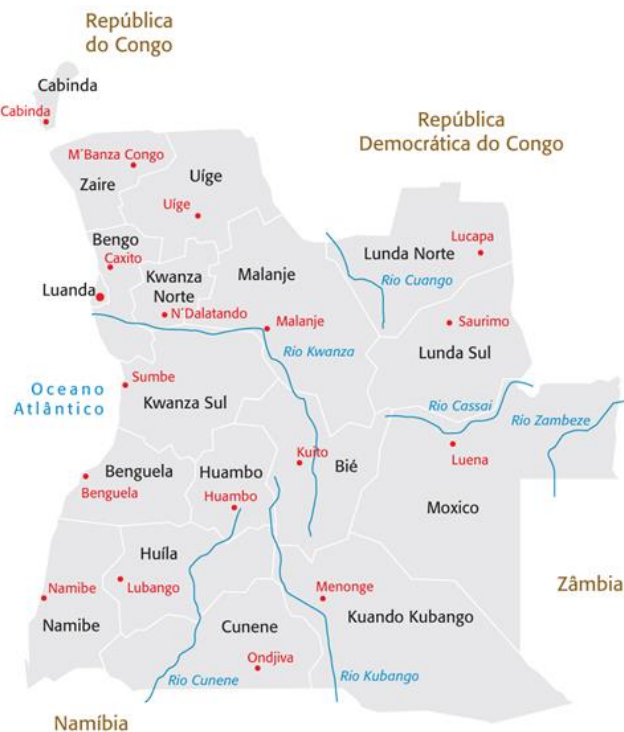 República
do Congo
Cabinda
Cabinda
República
Democrática do Congo
M´Banza Congo
Zaire
Uíge
Uíge
Bengo
Caxito
Luanda
Kwanza
Norte
N´Dalatando
Malanje
Malanje
Lunda Norte
Lucapa
Rio Cuango
Saurimo
Lunda Sul
Rio Kwanza
Oceano
Atlântico
Sumbe
Kwanza Sul
Rio Cassai
Rio Zambeze
Benguela
Benguela
Huambo
Huambo
Kuito
Bié
Luena
Moxico
Huíla
Namibe
Lubango
Namibe
Menonge
Kuando Kubango
Zâmbia
Cunene
Ondjiva
Rio Cunene
Rio Kubango
Namíbia